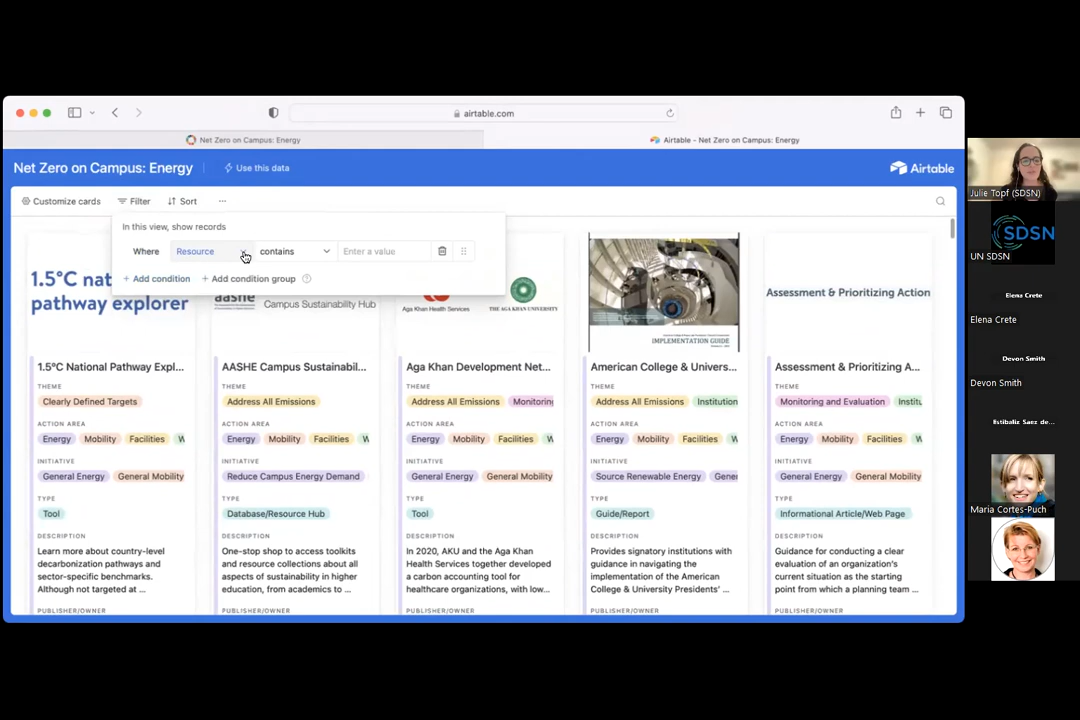 airtable.com
Net Zero on Campus: Energy
Airtable - Net Zero on Campus: Energy
Net Zero on Campus: Energy
Use this data
Airtable
Customize cards
Filter
Sort
...
In this view, show records
Where
Resource
contains
Enter a value
+ Add condition
+ Add condition group
1.5°C nat
pathway explorer
aashe
Campus Sustainability Hub
Aga Khan Health Services
THE AGA KHAN UNIVERSITY
IMPLEMENTATION GUIDE
Assessment & Prioritizing Action
1.5°C National Pathway Expl...
THEME
Clearly Defined Targets
ACTION AREA
Energy
Mobility
Facilities
W
INITIATIVE
General Energy
General Mobility
TYPE
Tool
DESCRIPTION
Learn more about country-level
decarbonization pathways and
sector-specific benchmarks.
Although not targeted at ...
PUBLISHER/OWNER
AASHE Campus Sustainabil...
THEME
Address All Emissions
ACTION AREA
Energy
Mobility
Facilities
W
INITIATIVE
Reduce Campus Energy Demand
TYPE
Database/Resource Hub
DESCRIPTION
One-stop shop to access toolkits
and resource collections about all
aspects of sustainability in higher
education, from academics to ...
PUBLISHER/OWNER
Aga Khan Development Net...
THEME
Address All Emissions
Monitoring
ACTION AREA
Energy
Mobility
Facilities
W
INITIATIVE
General Energy
General Mobility
TYPE
Tool
DESCRIPTION
In 2020, AKU and the Aga Khan
Health Services together developed
a carbon accounting tool for
healthcare organizations, with low...
PUBLISHER/OWNER
American College & Univers...
THEME
Address All Emissions
Institution
ACTION AREA
Energy
Mobility
Facilities
W
INITIATIVE
Source Renewable Energy
Gener
TYPE
Guide/Report
DESCRIPTION
Provides signatory institutions with
guidance in navigating the
implementation of the American
College & University Presidents' ...
PUBLISHER/OWNER
Assessment & Prioritizing A...
THEME
Monitoring and Evaluation
Institu
ACTION AREA
Energy
Mobility
Facilities
W
INITIATIVE
General Energy
General Mobility
TYPE
Informational Article/Web Page
DESCRIPTION
Guidance for conducting a clear
evaluation of an organization's
current situation as the starting
point from which a planning team ...
PUBLISHER/OWNER
Julie Topf (SDSN)
SDSN
UN SDSN
Elena Crete
Elena Crete
Devon Smith
Devon Smith
Estibaliz Saez de...
Maria Cortes-Puch